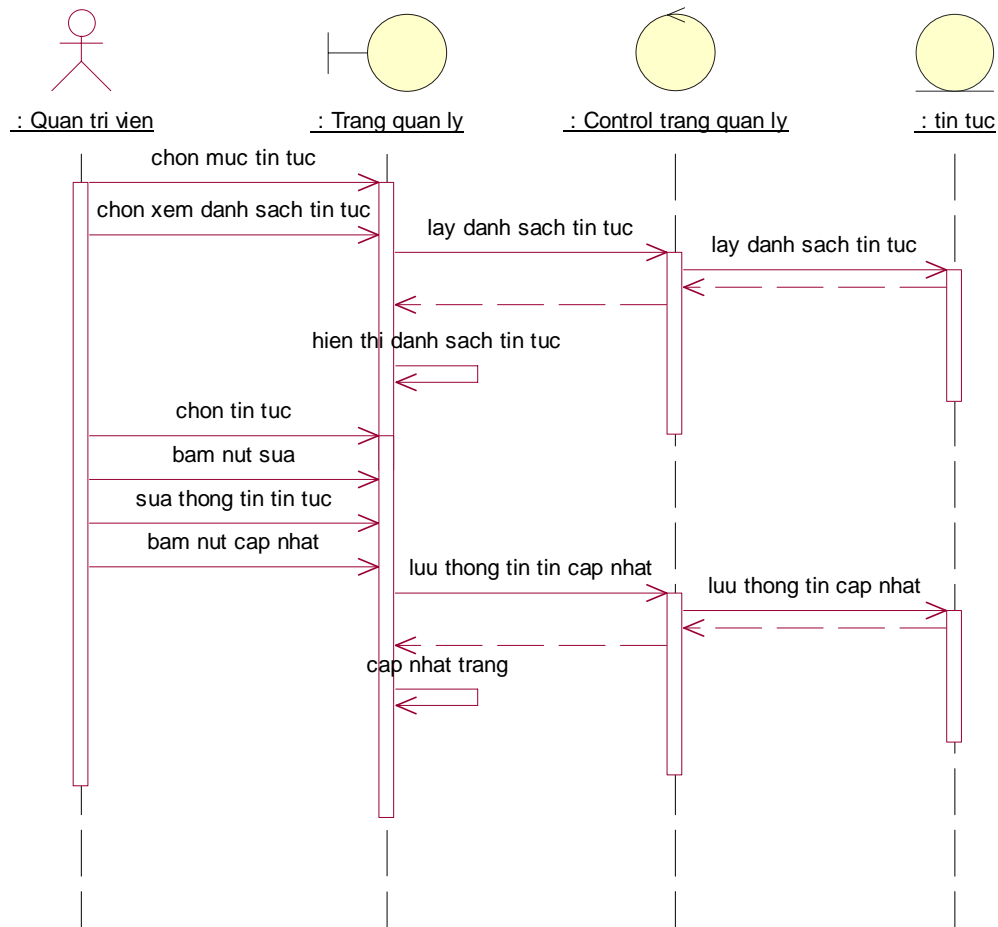 : Quan tri vien
: Trang quan ly
: Control trang quan ly
: tin tuc
chon muc tin tuc
chon xem danh sach tin tuc
lay danh sach tin tuc
lay danh sach tin tuc
hien thi danh sach tin tuc
chon tin tuc
bam nut sua
sua thong tin tin tuc
bam nut cap nhat
luu thong tin tin cap nhat
luu thong tin cap nhat
cap nhat trang